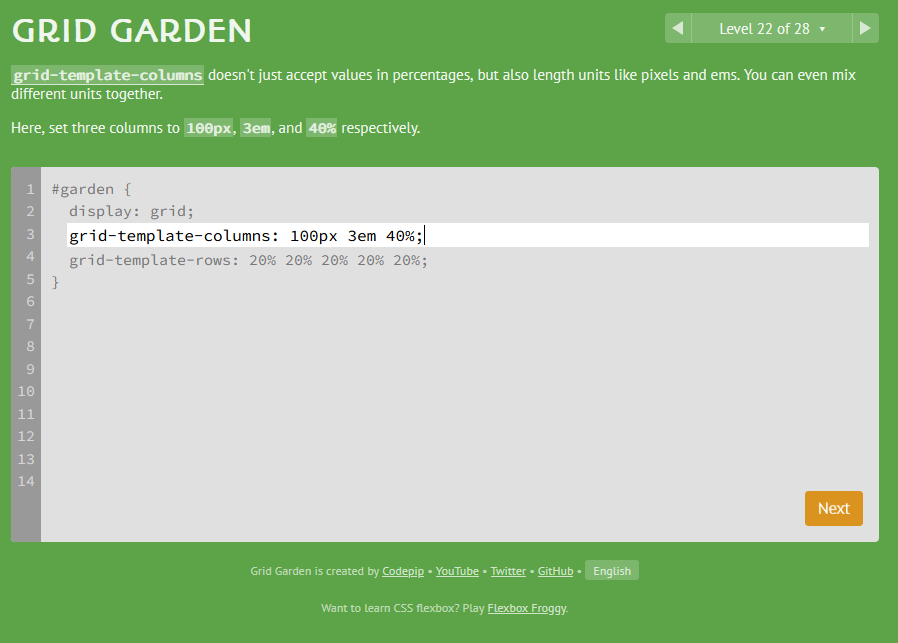 GRID GARDEN
◀ Level 22 of 28 ▾ ▶
grid-template-columns doesn't just accept values in percentages, but also length units like pixels and ems. You can even mix
different units together.
Here, set three columns to 100px, 3em, and 40% respectively.
1 #garden {
2 display: grid;
3 grid-template-columns: 100px 3em 40%;
4 grid-template-rows: 20% 20% 20% 20% 20%;
5 }
6
7
8
9
10
11
12
13
14
Next
Grid Garden is created by Codepip • YouTube • Twitter • GitHub • English
Want to learn CSS flexbox? Play Flexbox Froggy.